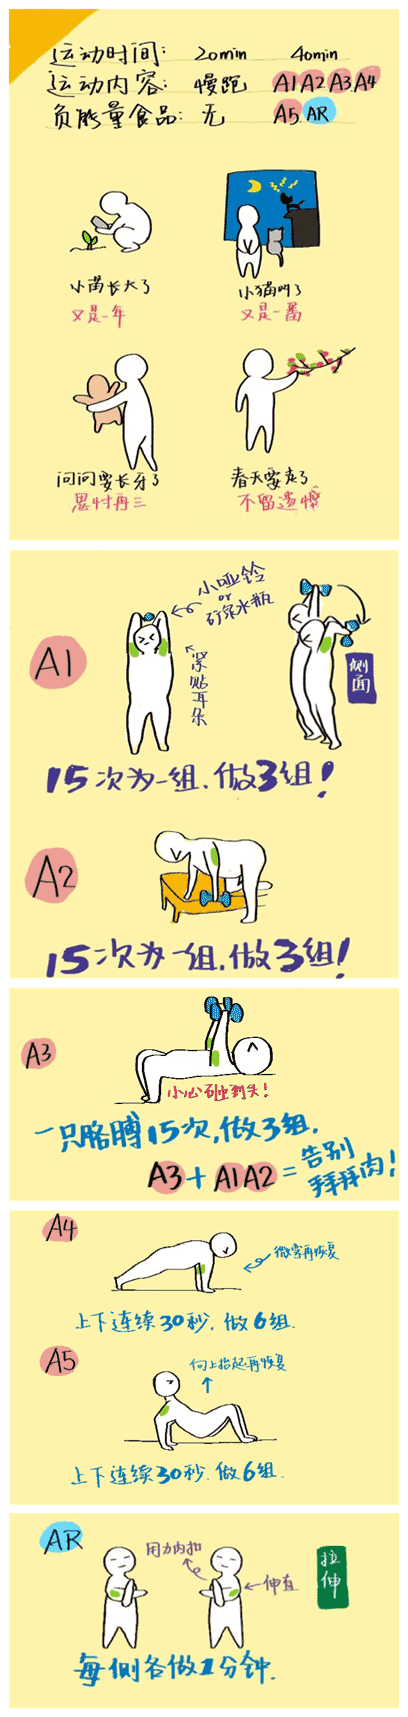 运动时间: 20min 40min
运动内容: 慢跑 A1 A2 A3 A4
负能量食品: 无 A5 AR
小苗长大了
又是一年
小猫叫了
又是一番
问问要长牙了
思忖再三
春天要走了
不留遗憾
小哑铃
or
矿泉水瓶
A1
紧贴耳朵
侧面
15次为一组.做3组!
A2
15次为一组.做3组!
A3
小心砸到头!
一只胳膊15次,做3组.
A3+A1A2=告别
拜拜肉!
A4
微弯再恢复
上下连续30秒.做6组.
A5
向上抬起再恢复
上下连续30秒.做6组.
AR
用力内扣
拉伸
伸直
每侧各做1分钟.